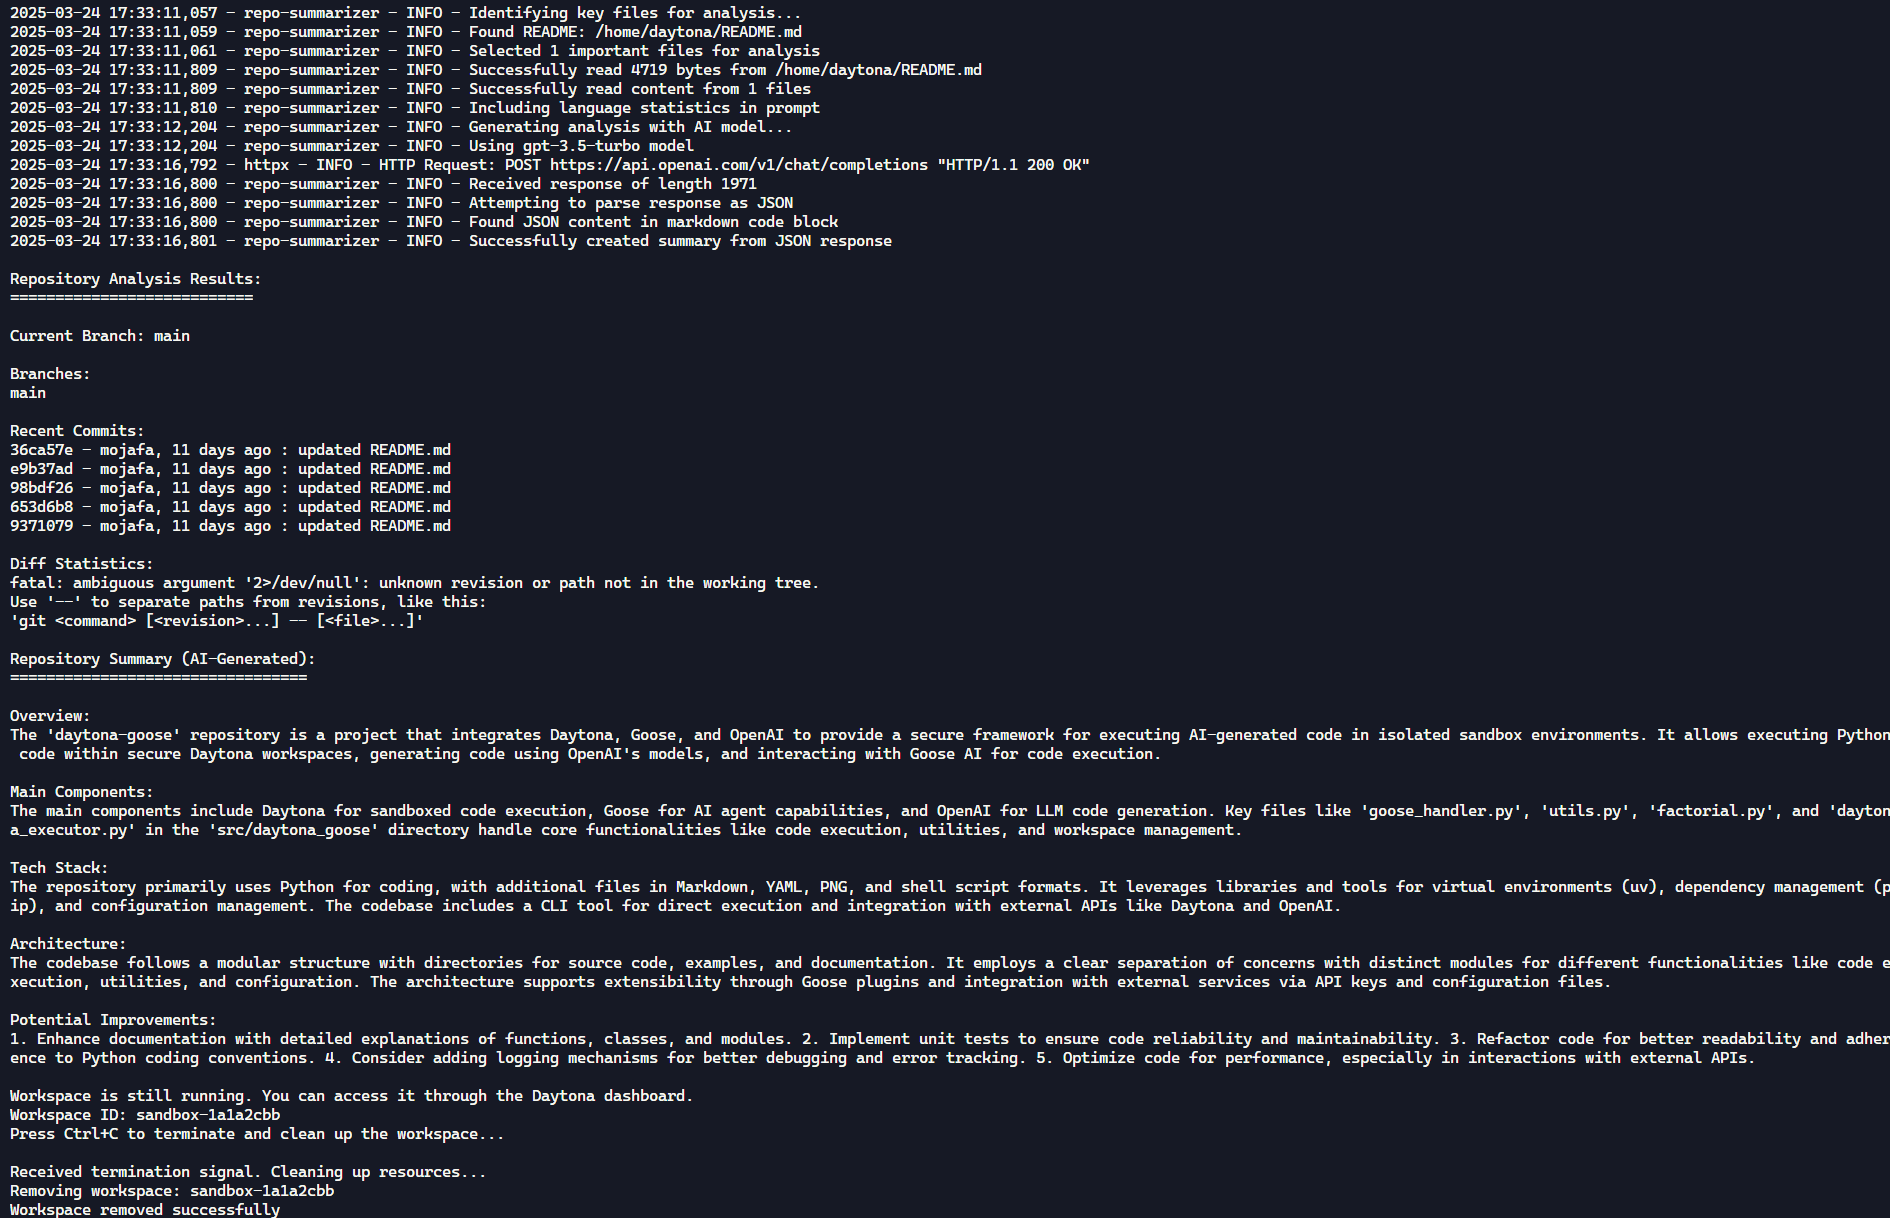 2025-03-24 17:33:11,057 - repo-summarizer - INFO - Identifying key files for analysis...
2025-03-24 17:33:11,059 - repo-summarizer - INFO - Found README: /home/daytona/README.md
2025-03-24 17:33:11,061 - repo-summarizer - INFO - Selected 1 important files for analysis
2025-03-24 17:33:11,809 - repo-summarizer - INFO - Successfully read 4719 bytes from /home/daytona/README.md
2025-03-24 17:33:11,809 - repo-summarizer - INFO - Successfully read content from 1 files
2025-03-24 17:33:11,810 - repo-summarizer - INFO - Including language statistics in prompt
2025-03-24 17:33:12,204 - repo-summarizer - INFO - Generating analysis with AI model...
2025-03-24 17:33:12,204 - repo-summarizer - INFO - Using gpt-3.5-turbo model
2025-03-24 17:33:16,792 - httpx - INFO - HTTP Request: POST https://api.openai.com/v1/chat/completions "HTTP/1.1 200 OK"
2025-03-24 17:33:16,800 - repo-summarizer - INFO - Received response of length 1971
2025-03-24 17:33:16,800 - repo-summarizer - INFO - Attempting to parse response as JSON
2025-03-24 17:33:16,800 - repo-summarizer - INFO - Found JSON content in markdown code block
2025-03-24 17:33:16,801 - repo-summarizer - INFO - Successfully created summary from JSON response
Repository Analysis Results:
===========================
Current Branch: main
Branches:
main
Recent Commits:
36ca57e - mojafa, 11 days ago : updated README.md
e9b37ad - mojafa, 11 days ago : updated README.md
98bdf26 - mojafa, 11 days ago : updated README.md
653d6b8 - mojafa, 11 days ago : updated README.md
9371079 - mojafa, 11 days ago : updated README.md
Diff Statistics:
fatal: ambiguous argument '2>/dev/null': unknown revision or path not in the working tree.
Use '--' to separate paths from revisions, like this:
'git <command> [<revision>...] -- [<file>...]'
Repository Summary (AI-Generated):
=================================
Overview:
The 'daytona-goose' repository is a project that integrates Daytona, Goose, and OpenAI to provide a secure framework for executing AI-generated code in isolated sandbox environments. It allows executing Python
code within secure Daytona workspaces, generating code using OpenAI's models, and interacting with Goose AI for code execution.
Main Components:
The main components include Daytona for sandboxed code execution, Goose for AI agent capabilities, and OpenAI for LLM code generation. Key files like 'goose_handler.py', 'utils.py', 'factorial.py', and 'dayton
a_executor.py' in the 'src/daytona_goose' directory handle core functionalities like code execution, utilities, and workspace management.
Tech Stack:
The repository primarily uses Python for coding, with additional files in Markdown, YAML, PNG, and shell script formats. It leverages libraries and tools for virtual environments (uv), dependency management (p
ip), and configuration management. The codebase includes a CLI tool for direct execution and integration with external APIs like Daytona and OpenAI.
Architecture:
The codebase follows a modular structure with directories for source code, examples, and documentation. It employs a clear separation of concerns with distinct modules for different functionalities like code e
xecution, utilities, and configuration. The architecture supports extensibility through Goose plugins and integration with external services via API keys and configuration files.
Potential Improvements:
1. Enhance documentation with detailed explanations of functions, classes, and modules. 2. Implement unit tests to ensure code reliability and maintainability. 3. Refactor code for better readability and adher
ence to Python coding conventions. 4. Consider adding logging mechanisms for better debugging and error tracking. 5. Optimize code for performance, especially in interactions with external APIs.
Workspace is still running. You can access it through the Daytona dashboard.
Workspace ID: sandbox-1a1a2cbb
Press Ctrl+C to terminate and clean up the workspace...
Received termination signal. Cleaning up resources...
Removing workspace: sandbox-1a1a2cbb
Workspace removed successfully